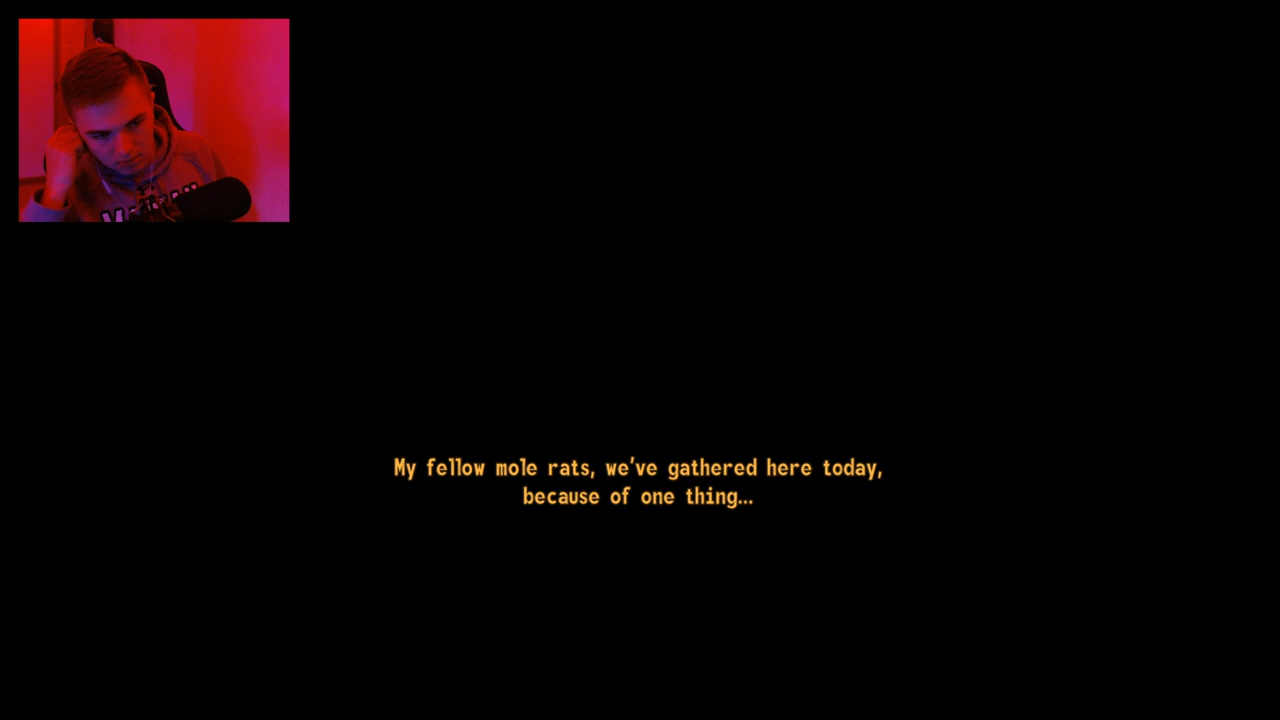 My fellow mole rats, we've gathered here today,
because of one thing...